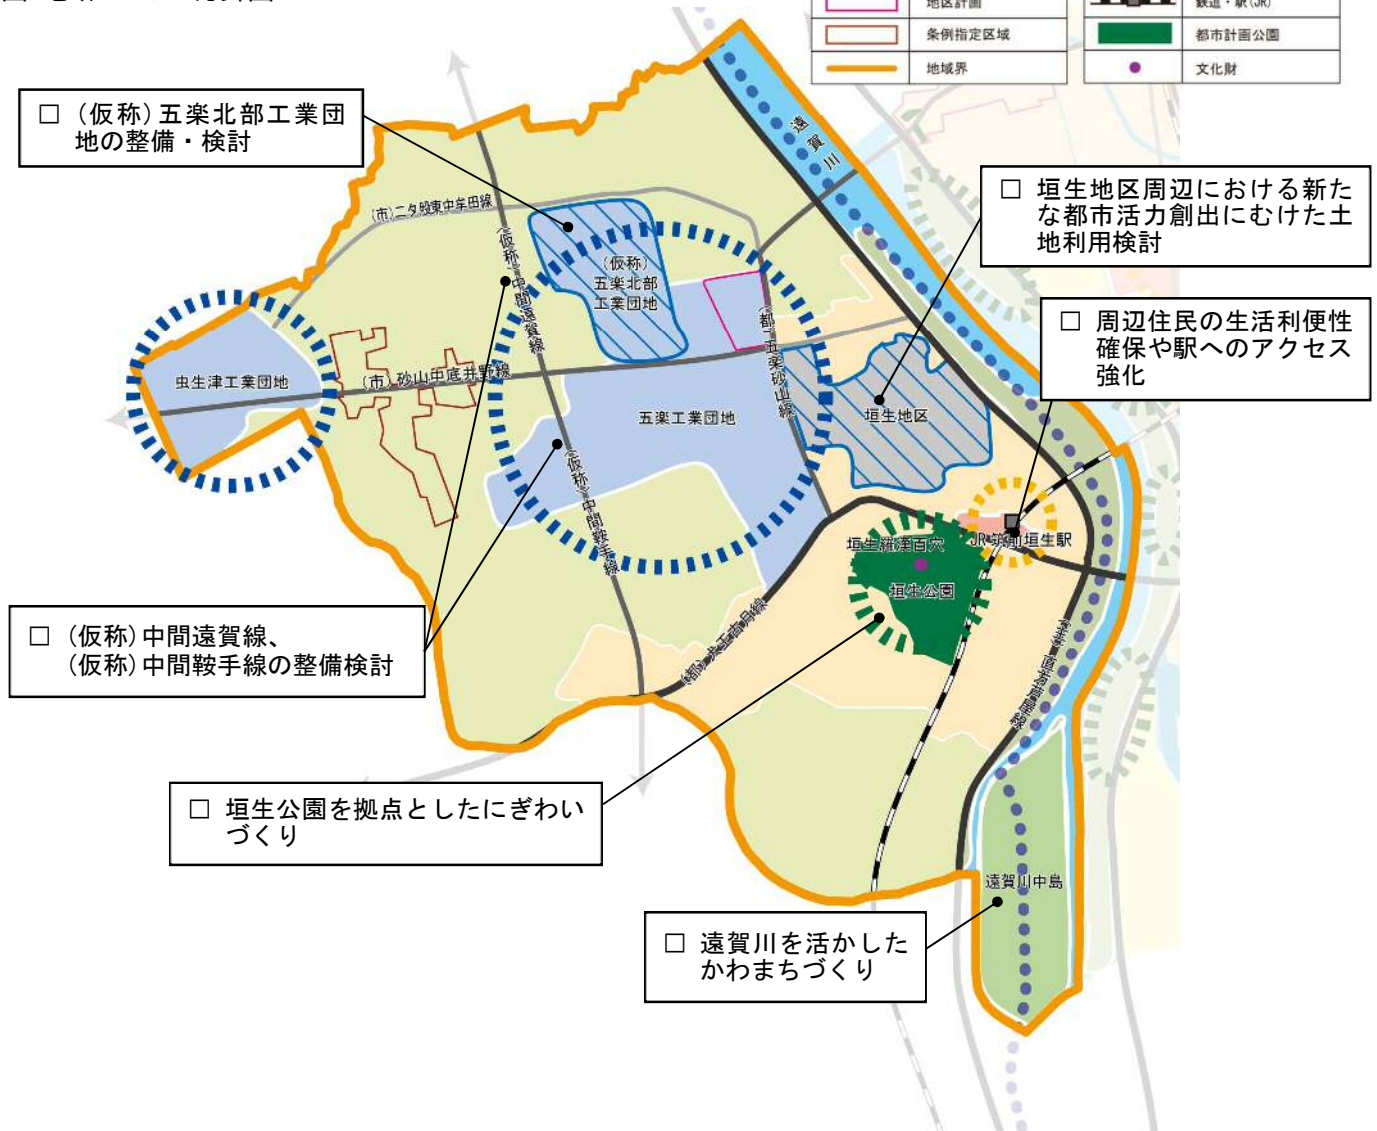 地区計画
鉄道・駅(JR)
条例指定区域
都市計画公園
地域界
文化財
□ (仮称)五楽北部工業団
地の整備・検討
遠賀川
□ 垣生地区周辺における新た
な都市活力創出にむけた土
地利用検討
(市)二タ股東中牟田線
(仮称)中間遠賀線
(仮称)
五楽北部
工業団地
□ 周辺住民の生活利便性
確保や駅へのアクセス
強化
(都)五楽砂山線
虫生津工業団地
(市)砂山中底井野線
五楽工業団地
垣生地区
(仮称)中間鞍手線
垣生羅漢百穴
JR筑前垣生駅
垣生公園
□ (仮称)中間遠賀線、
(仮称)中間鞍手線の整備検討
(主)直方芦屋線
□ 垣生公園を拠点としたにぎわい
づくり
遠賀川中島
□ 遠賀川を活かした
かわまちづくり